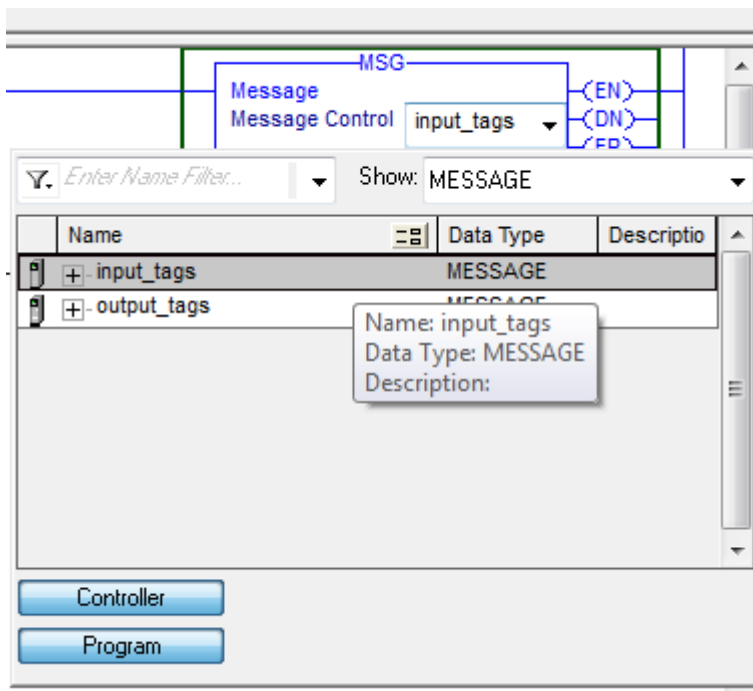 MSG
Message
Message Control input_tags
EN
DN
Enter Name Filter... Show: MESSAGE
Name Data Type Descriptio
input_tags MESSAGE
output_tags
Name: input_tags
Data Type: MESSAGE
Description:
Controller
Program